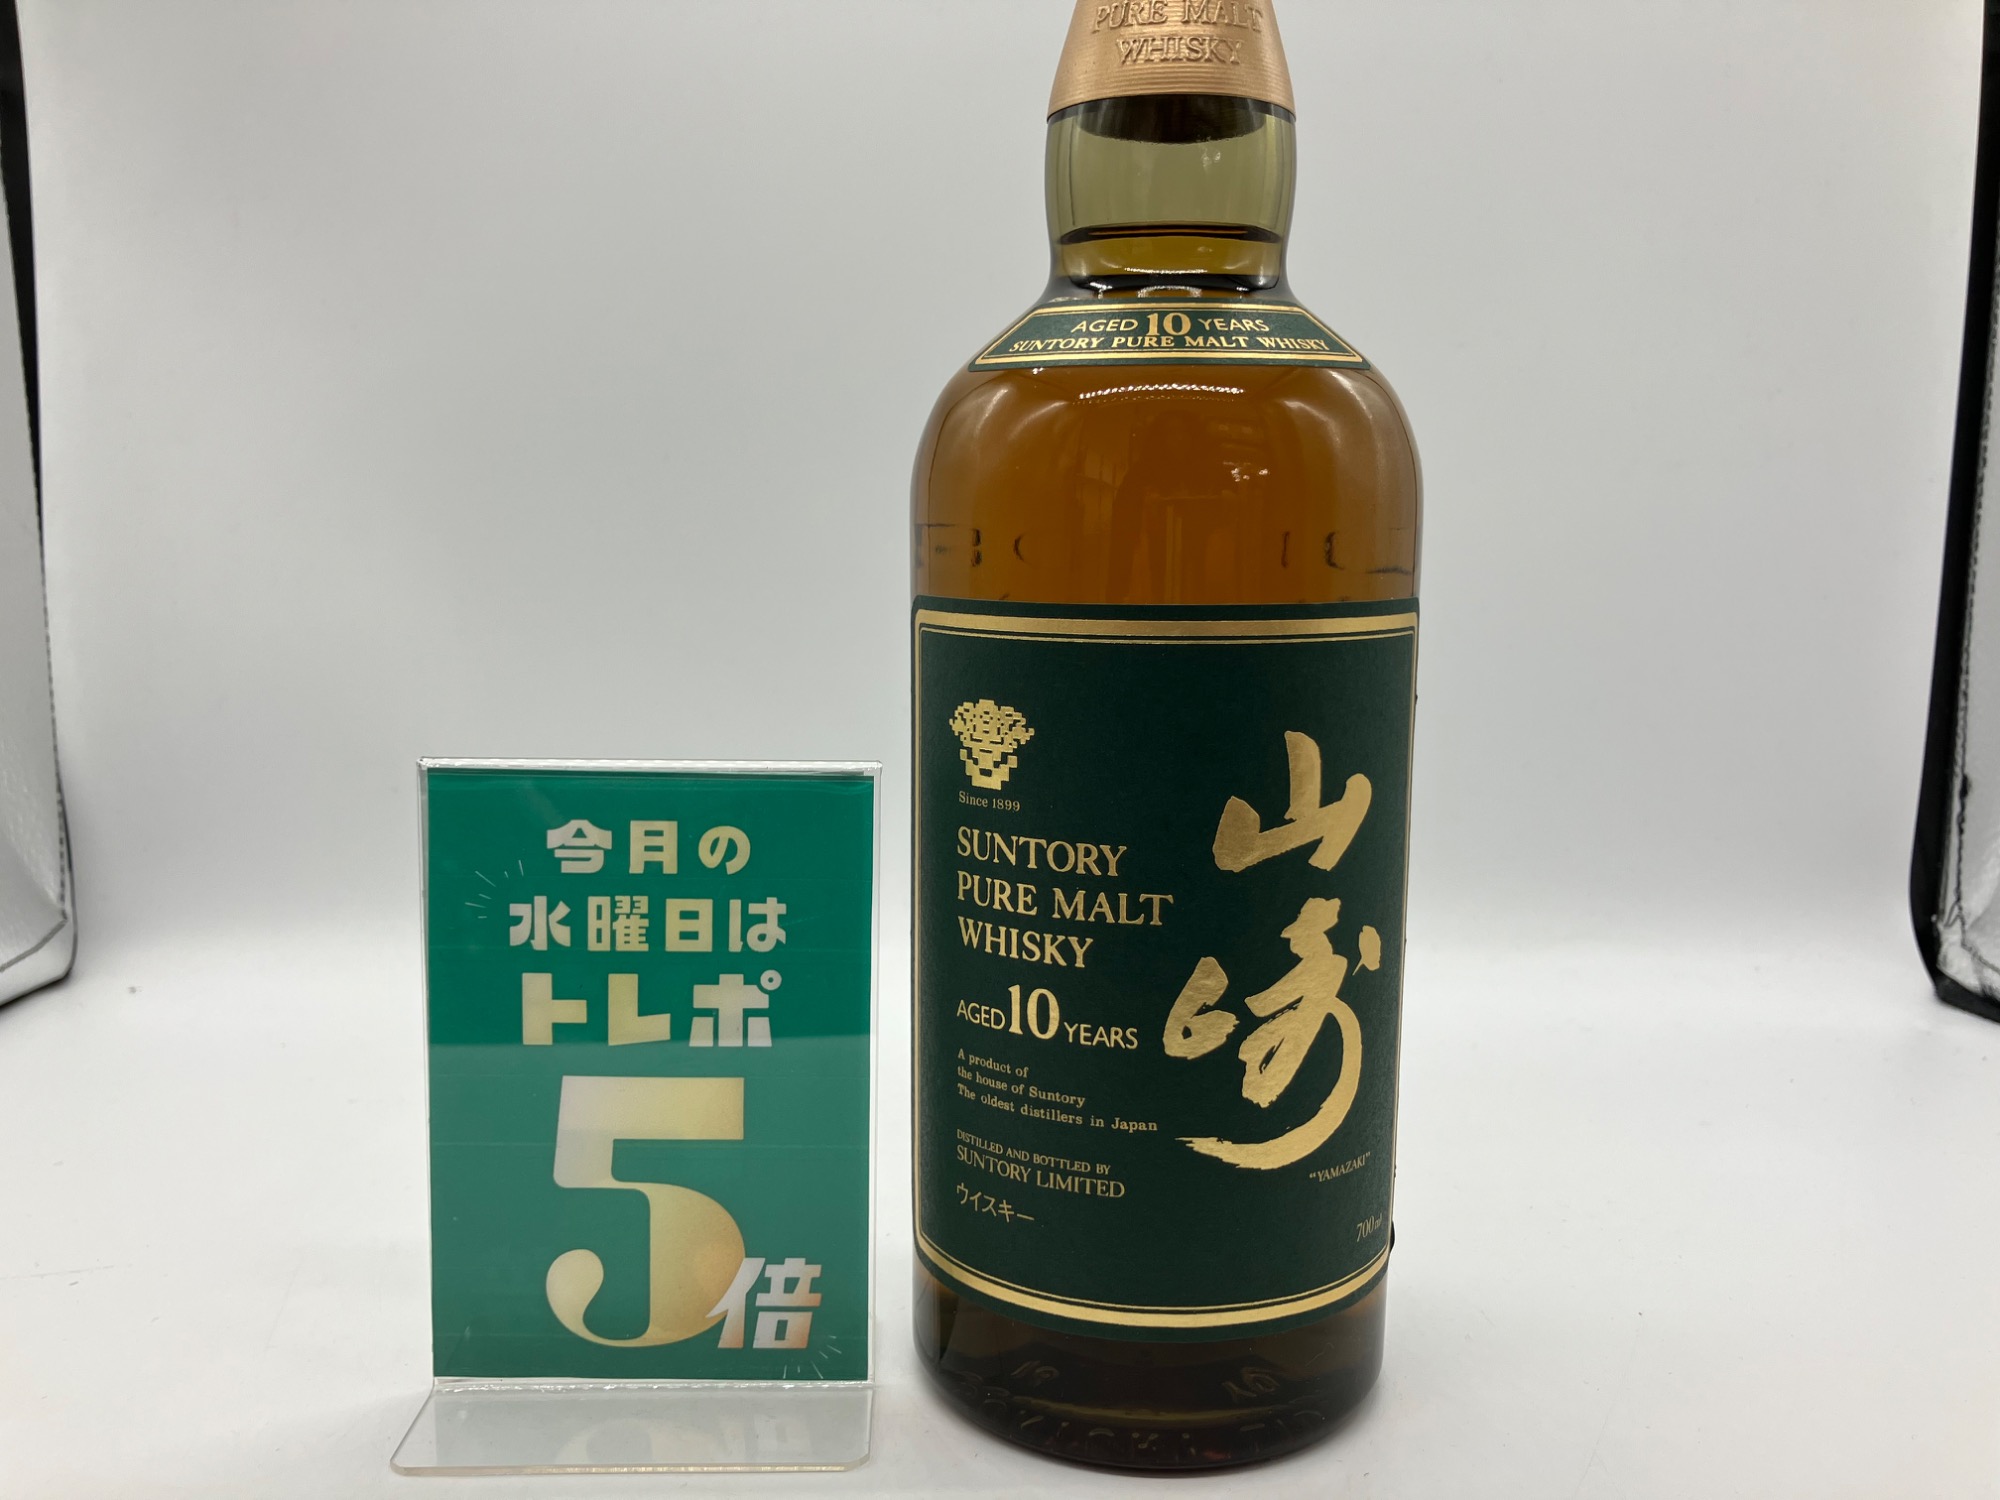 PURE MALT
WHISKY
AGED 10 YEARS
SUNTORY PURE MALT WHISKY
Since 1899
SUNTORY
PURE MALT
WHISKY
AGED 10 YEARS
A product of
the house of Suntory
The oldest distillers in Japan
DISTILLED AND BOTTLED BY
SUNTORY LIMITED
ウイスキー
山崎
"YAMAZAKI"
700ml
今月の
水曜日は
トレポ
5倍